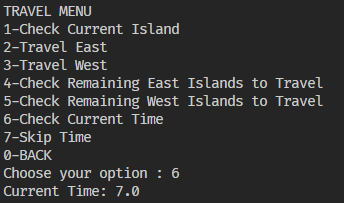 TRAVEL MENU
1-Check Current Island
2-Travel East
3-Travel West
4-Check Remaining East Islands to Travel
5-Check Remaining West Islands to Travel
6-Check Current Time
7-Skip Time
0-BACK
Choose your option : 6
Current Time: 7.0